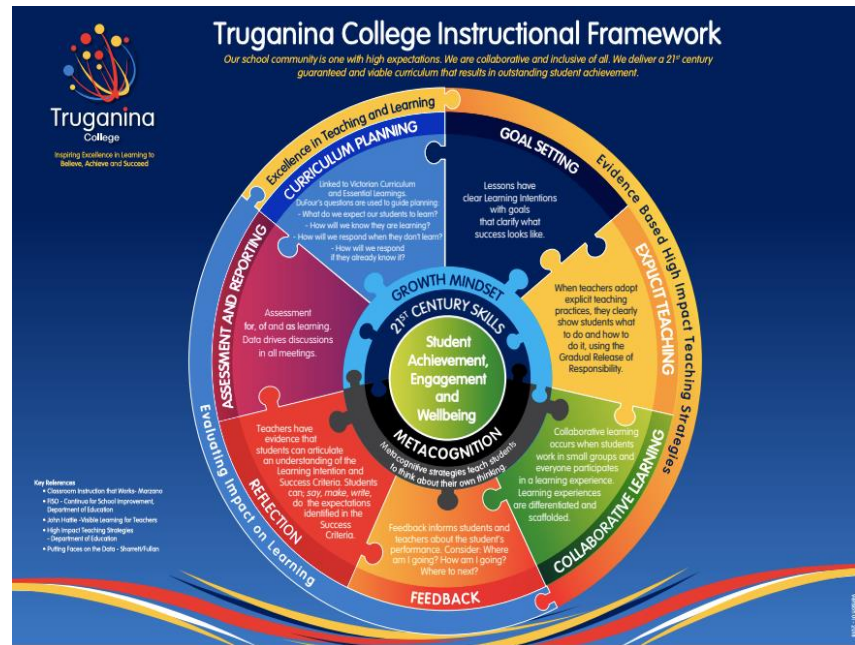 Truganina College Instructional Framework
Our school community is one with high expectations. We are collaborative and inclusive of all. We deliver a 21st century
guaranteed and viable curriculum that results in outstanding student achievement.
Truganina
College
Inspiring Excellence in Learning to
Believe, Achieve and Succeed
Excellence in Teaching and Learning
CURRICULUM PLANNING
Linked to Victorian Curriculum
and Essential Learnings.
DuFour's questions are used to guide planning:
- What do we expect our students to learn?
- How will we know they are learning?
- How will we respond when they don't learn?
- How will we respond
if they already know it?
GOAL SETTING
Lessons have
clear Learning Intentions
with goals
that clarify what
success looks like.
Evidence Based High Impact Teaching Strategies
EXPLICIT TEACHING
When teachers adopt
explicit teaching
practices, they clearly
show students what
to do and how to
do it, using the
Gradual Release of
Responsibility.
COLLABORATIVE LEARNING
Collaborative learning
occurs when students
work in small groups and
everyone participates
in a learning experience.
Learning experiences
are differentiated and
scaffolded.
FEEDBACK
Feedback informs students and
teachers about the student's
performance. Consider: Where
am I going? How am I going?
Where to next?
REFLECTION
Teachers have
evidence that
students can articulate
an understanding of the
Learning Intention and
Success Criteria. Students
can; say, make, write,
do the expectations
identified in the
Success
Criteria.
Evaluating Impact on Learning
ASSESSMENT AND REPORTING
Assessment
for, of and as learning.
Data drives discussions
in all meetings.
GROWTH MINDSET
21ST CENTURY SKILLS
Student
Achievement,
Engagement
and
Wellbeing
METACOGNITION
Metacognitive strategies teach students
to think about their own thinking.
Key References
• Classroom Instruction that Works- Marzano
• FISO - Continua for School Improvement,
Department of Education
• John Hattie -Visible Learning for Teachers
• High Impact Teaching Strategies
- Department of Education
• Putting Faces on the Data - Sharratt/Fullan